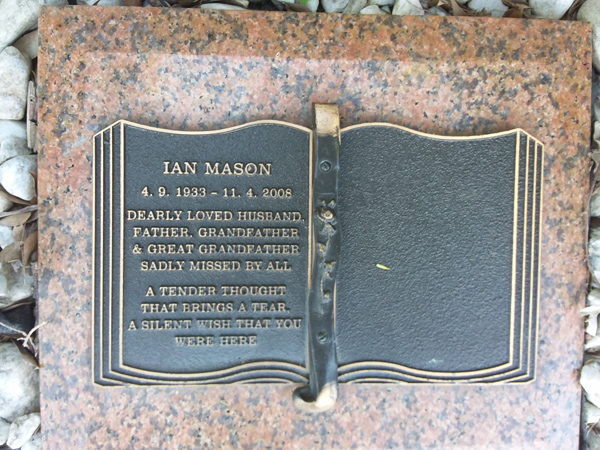 IAN MASON
4. 9. 1933 - 11. 4. 2008
DEARLY LOVED HUSBAND,
FATHER, GRANDFATHER
& GREAT GRANDFATHER
SADLY MISSED BY ALL
A TENDER THOUGHT
THAT BRINGS A TEAR,
A SILENT WISH THAT YOU
WERE HERE